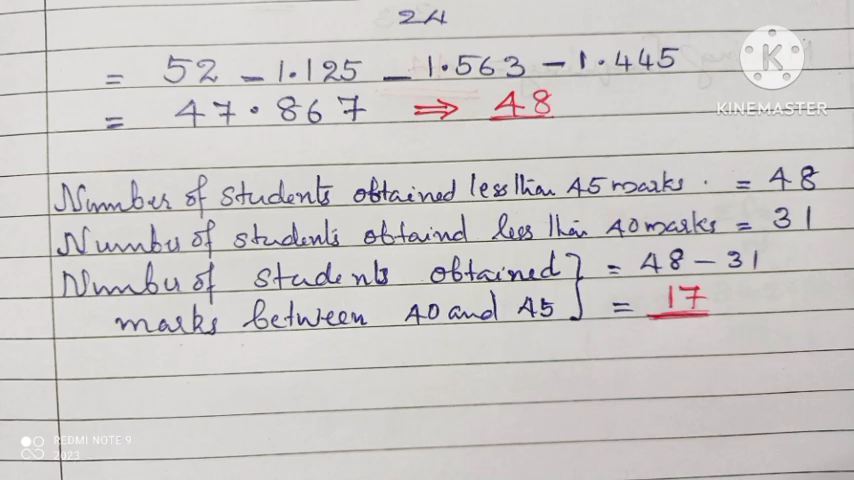 24
= 52 - 1.125 - 1.563 - 1.445
= 47.867 ⇒ 48
KINEMASTER
Number of students obtained less than 45 marks. = 48
Number of students obtaind less than 40 marks = 31
Number of students obtained } = 48 - 31
marks between 40 and 45 } = 17
REDMI NOTE 9
2023